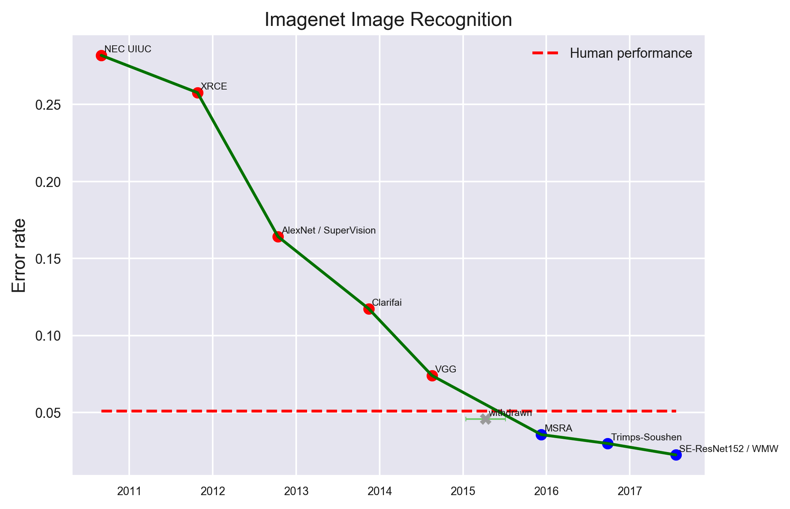 Imagenet Image Recognition
NEC UIUC
Human performance
XRCE
0.25
0.20
AlexNet / SuperVision
0.15
Error rate
Clarifai
0.10
VGG
0.05
withdrawn
MSRA
Trimps-Soushen
SE-ResNet152 / WMW
2011
2012
2013
2014
2015
2016
2017